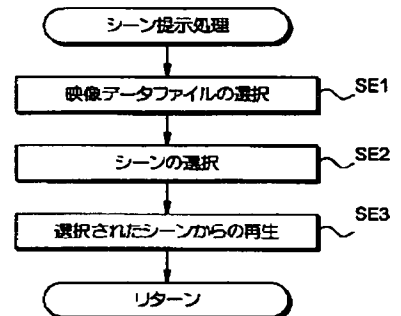 シーン提示処理
映像データファイルの選択
SE1
シーンの選択
SE2
選択されたシーンからの再生
SE3
リターン